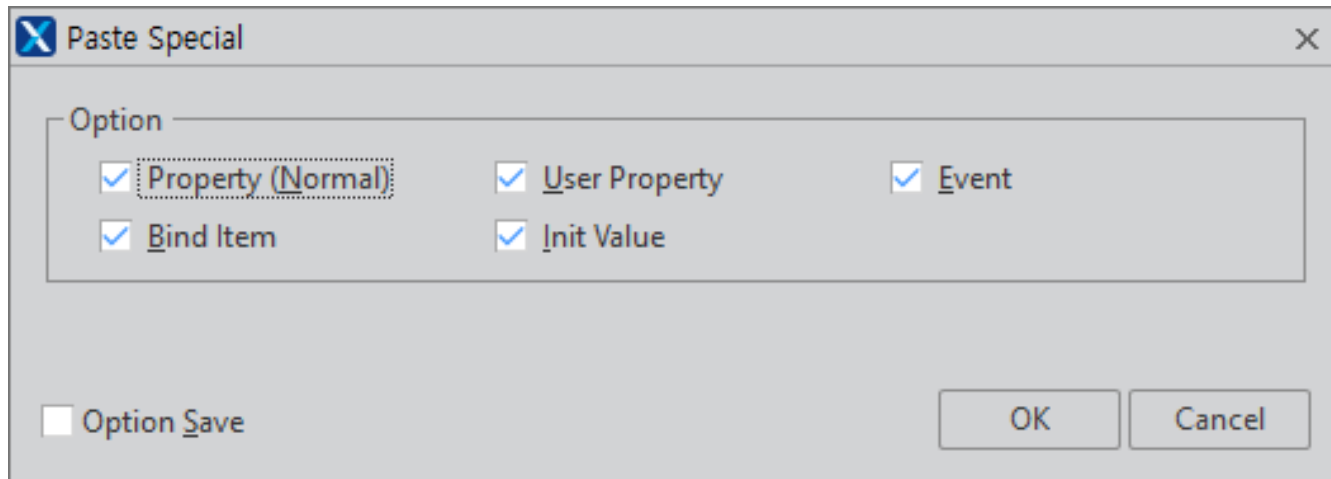 Paste Special
Option
Property (Normal) User Property Event
Bind Item Init Value
Option Save OK Cancel